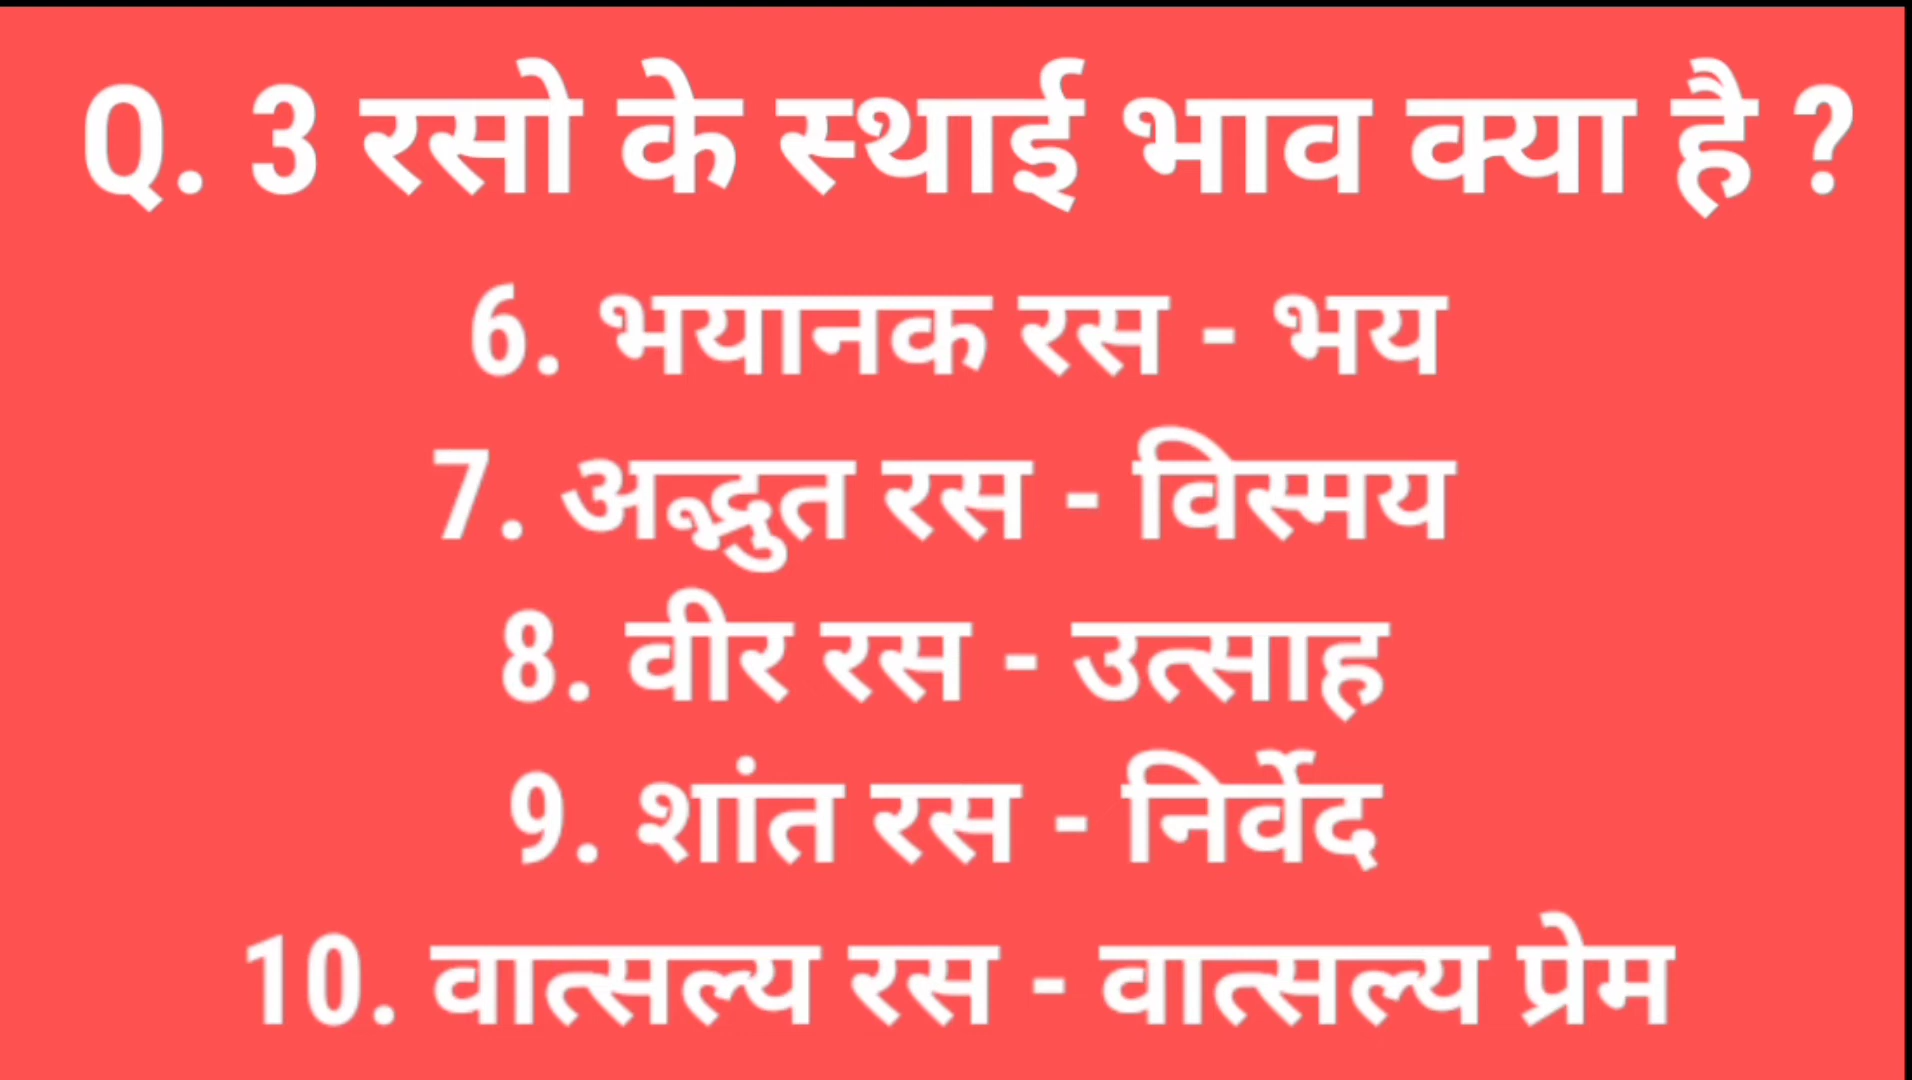 Q. 3 रसो के स्थाई भाव क्या है ?
6. भयानक रस - भय
7. अद्भुत रस - विस्मय
8. वीर रस - उत्साह
9. शांत रस - निर्वेद
10. वात्सल्य रस - वात्सल्य प्रेम